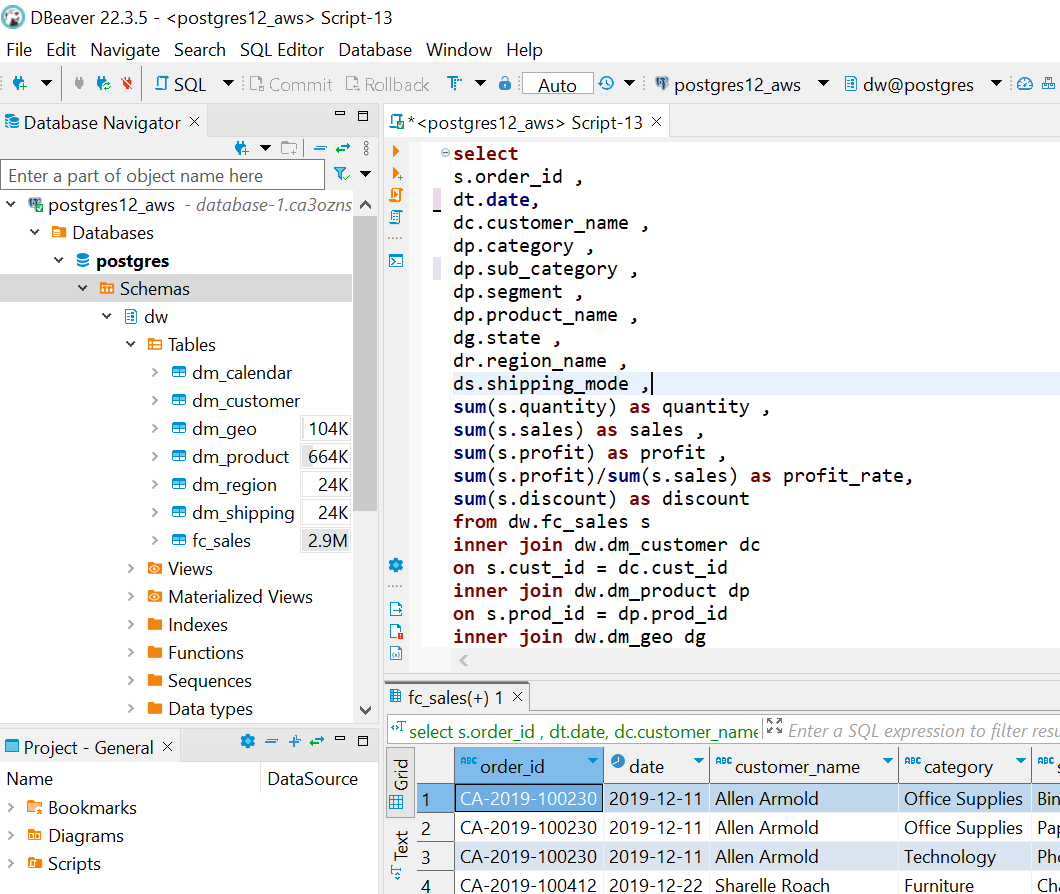 DBeaver 22.3.5 - <postgres12_aws> Script-13
File Edit Navigate Search SQL Editor Database Window Help
SQL Commit Rollback Auto postgres12_aws dw@postgres
Database Navigator
Enter a part of object name here
postgres12_aws - database-1.ca3ozns
Databases
postgres
Schemas
dw
Tables
dm_calendar
dm_customer
dm_geo 104K
dm_product 664K
dm_region 24K
dm_shipping 24K
fc_sales 2.9M
Views
Materialized Views
Indexes
Functions
Sequences
Data types
Project - General
Name DataSource
Bookmarks
Diagrams
Scripts
*<postgres12_aws> Script-13
select
s.order_id ,
dt.date,
dc.customer_name ,
dp.category ,
dp.sub_category ,
dp.segment ,
dp.product_name ,
dg.state ,
dr.region_name ,
ds.shipping_mode ,
sum(s.quantity) as quantity ,
sum(s.sales) as sales ,
sum(s.profit) as profit ,
sum(s.profit)/sum(s.sales) as profit_rate,
sum(s.discount) as discount
from dw.fc_sales s
inner join dw.dm_customer dc
on s.cust_id = dc.cust_id
inner join dw.dm_product dp
on s.prod_id = dp.prod_id
inner join dw.dm_geo dg
fc_sales(+) 1
select s.order_id , dt.date, dc.customer_name Enter a SQL expression to filter resu
Grid
Text
ABC order_id date ABC customer_name ABC category ABC s
1 CA-2019-100230 2019-12-11 Allen Armold Office Supplies Bin
2 CA-2019-100230 2019-12-11 Allen Armold Office Supplies Pap
3 CA-2019-100230 2019-12-11 Allen Armold Technology Pho
4 CA-2019-100412 2019-12-22 Sharelle Roach Furniture Cha